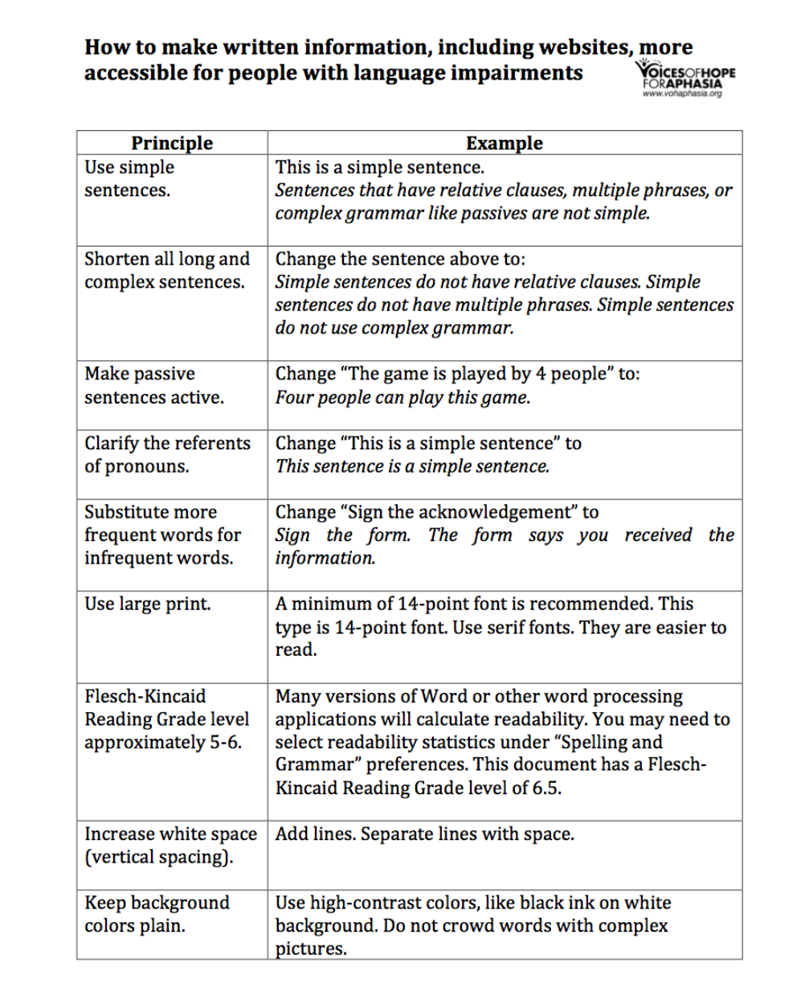 How to make written information, including websites, more
accessible for people with language impairments
VOICESOFHOPE
FORAPHASIA
www.vohaphasia.org
Principle
Example
Use simple
sentences.
This is a simple sentence.
Sentences that have relative clauses, multiple phrases, or
complex grammar like passives are not simple.
Shorten all long and
complex sentences.
Change the sentence above to:
Simple sentences do not have relative clauses. Simple
sentences do not have multiple phrases. Simple sentences
do not use complex grammar.
Make passive
sentences active.
Change “The game is played by 4 people” to:
Four people can play this game.
Clarify the referents
of pronouns.
Change “This is a simple sentence” to
This sentence is a simple sentence.
Substitute more
frequent words for
infrequent words.
Change “Sign the acknowledgement” to
Sign the form. The form says you received the
information.
Use large print.
A minimum of 14-point font is recommended. This
type is 14-point font. Use serif fonts. They are easier to
read.
Flesch-Kincaid
Reading Grade level
approximately 5-6.
Many versions of Word or other word processing
applications will calculate readability. You may need to
select readability statistics under “Spelling and
Grammar” preferences. This document has a Flesch-
Kincaid Reading Grade level of 6.5.
Increase white space
(vertical spacing).
Add lines. Separate lines with space.
Keep background
colors plain.
Use high-contrast colors, like black ink on white
background. Do not crowd words with complex
pictures.